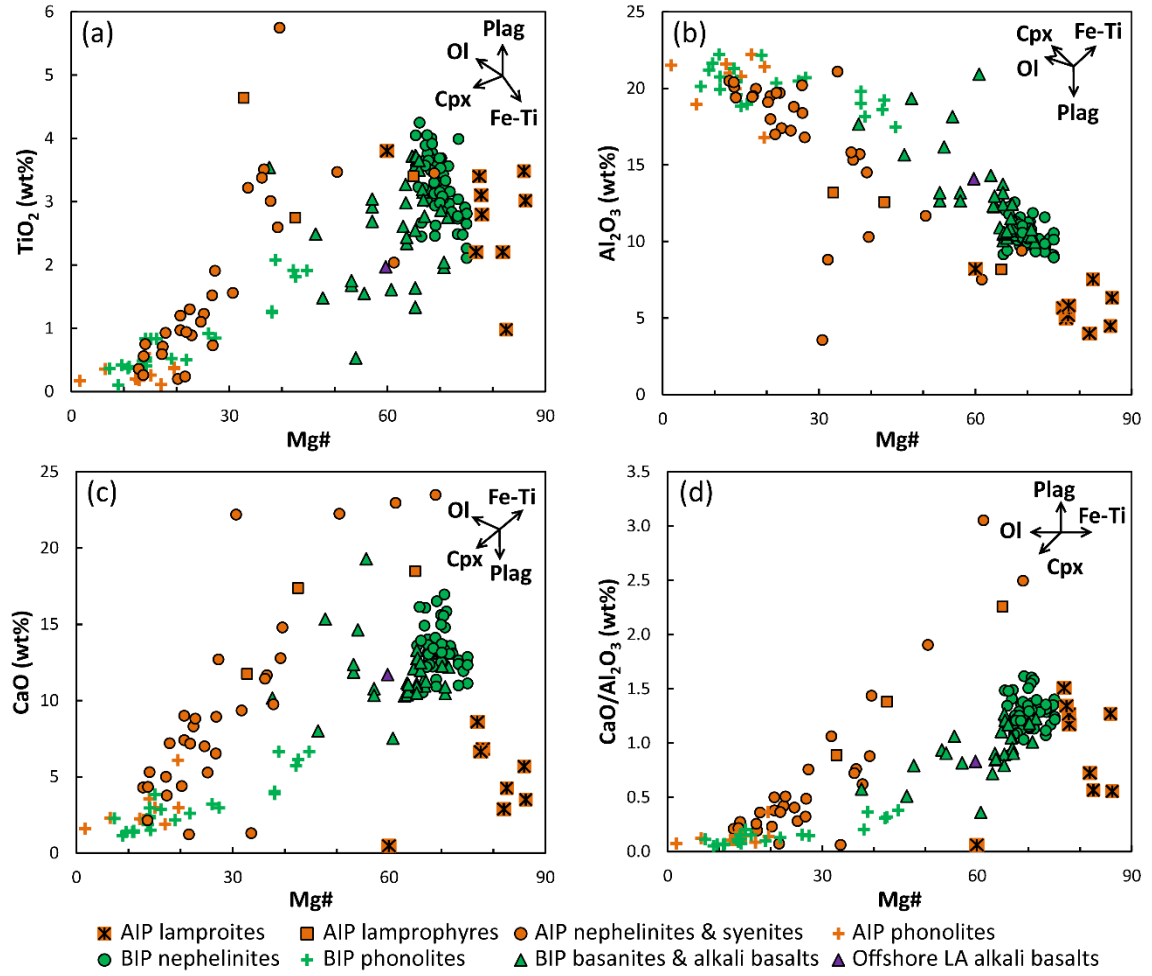 (a)
Plag
Ol
Cpx
Fe-Ti
TiO2 (wt%)
6
5
4
3
2
1
0
0 30 60 90
Mg#
(b)
Cpx
Fe-Ti
Ol
Plag
Al2O3 (wt%)
25
20
15
10
5
0
0 30 60 90
Mg#
(c)
Fe-Ti
Ol
Cpx
Plag
CaO (wt%)
25
20
15
10
5
0
0 30 60 90
Mg#
(d)
Plag
Fe-Ti
Ol
Cpx
CaO/Al2O3 (wt%)
3.5
3.0
2.5
2.0
1.5
1.0
0.5
0.0
0 30 60 90
Mg#
AIP lamproites AIP lamprophyres AIP nephelinites & syenites AIP phonolites
BIP nephelinites BIP phonolites BIP basanites & alkali basalts Offshore LA alkali basalts